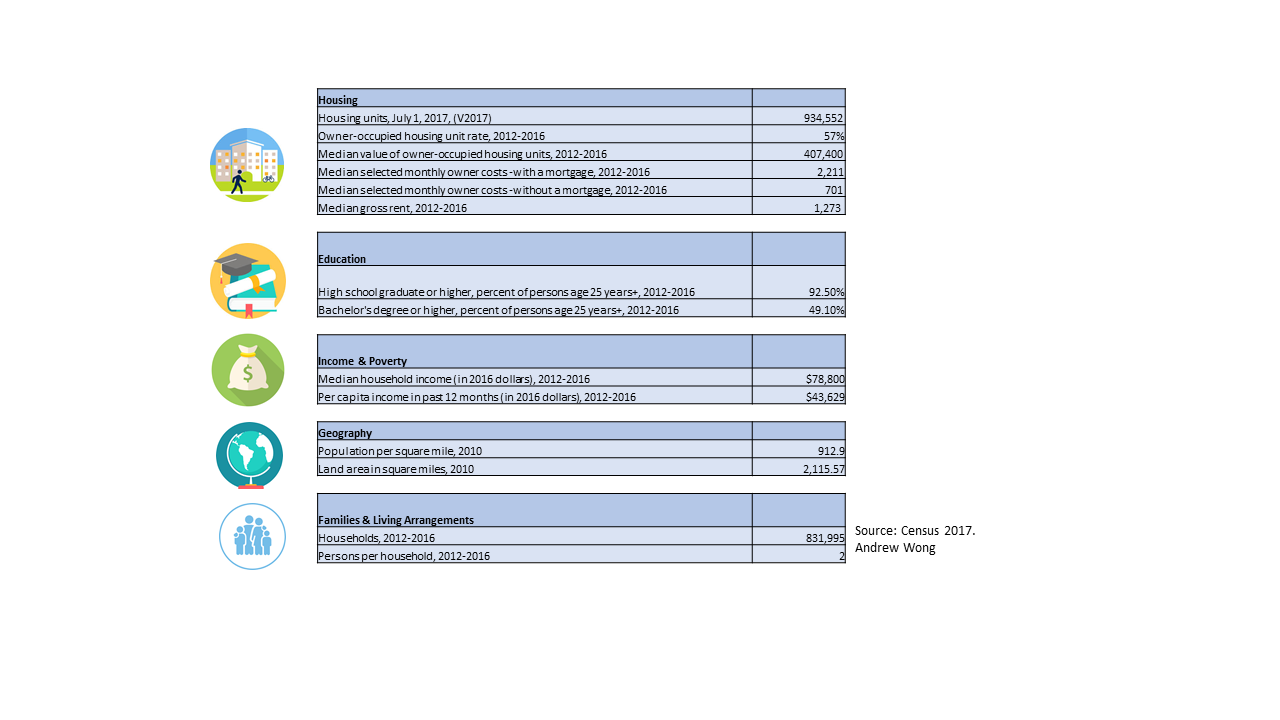 Housing
Housing units, July 1, 2017, (V2017) 934,552
Owner-occupied housing unit rate, 2012-2016 57%
Median value of owner-occupied housing units, 2012-2016 407,400
Median selected monthly owner costs -with a mortgage, 2012-2016 2,211
Median selected monthly owner costs -without a mortgage, 2012-2016 701
Median gross rent, 2012-2016 1,273
Education
High school graduate or higher, percent of persons age 25 years+, 2012-2016 92.50%
Bachelor's degree or higher, percent of persons age 25 years+, 2012-2016 49.10%
$
Income & Poverty
Median household income (in 2016 dollars), 2012-2016 $78,800
Per capita income in past 12 months (in 2016 dollars), 2012-2016 $43,629
Geography
Population per square mile, 2010 912.9
Land area in square miles, 2010 2,115.57
Families & Living Arrangements
Households, 2012-2016 831,995
Persons per household, 2012-2016 2
Source: Census 2017.
Andrew Wong